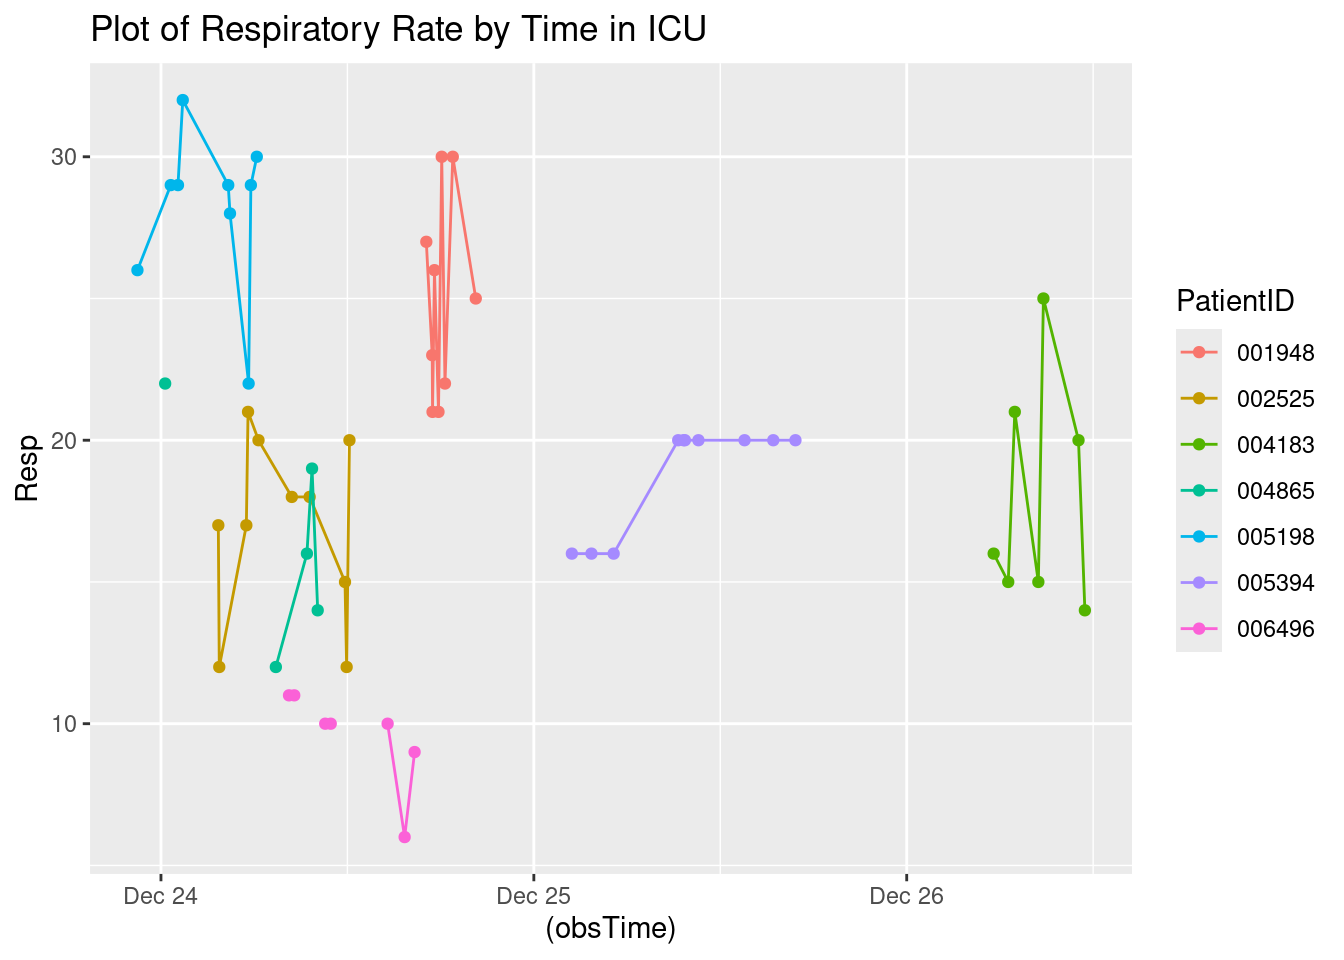 Plot of Respiratory Rate by Time in ICU
30
20
10
Resp
Dec 24
Dec 25
Dec 26
(obsTime)
PatientID
001948
002525
004183
004865
005198
005394
006496